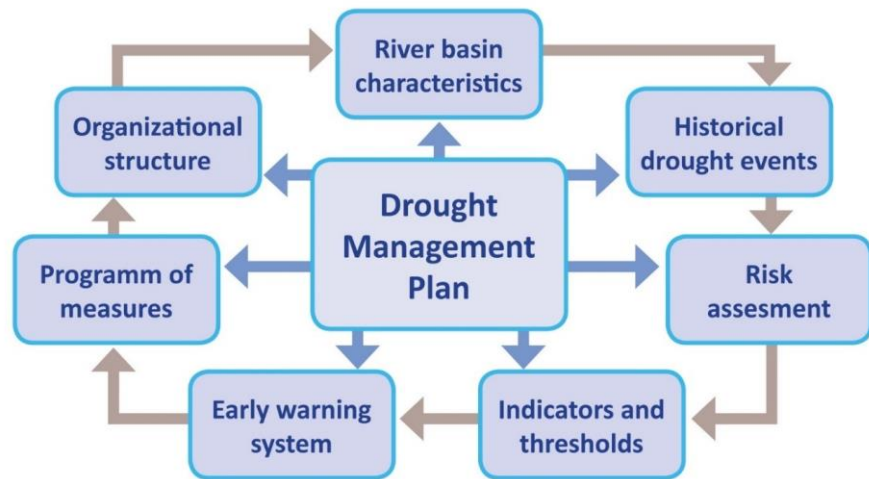 River basin
characteristics
Organizational
structure
Historical
drought events
Drought
Management
Plan
Programm of
measures
Risk
assesment
Early warning
system
Indicators and
thresholds